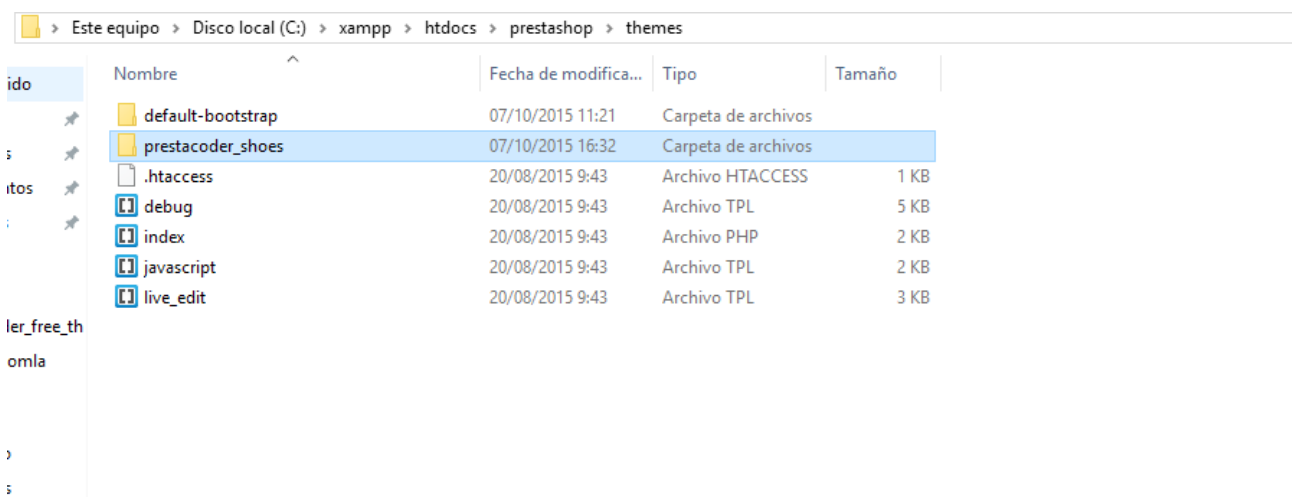 Este equipo > Disco local (C:) > xampp > htdocs > prestashop > themes
Nombre Fecha de modifica... Tipo Tamaño
ido
default-bootstrap 07/10/2015 11:21 Carpeta de archivos
prestacoder_shoes 07/10/2015 16:32 Carpeta de archivos
s
.htaccess 20/08/2015 9:43 Archivo HTACCESS 1 KB
ntos
debug 20/08/2015 9:43 Archivo TPL 5 KB
index 20/08/2015 9:43 Archivo PHP 2 KB
javascript 20/08/2015 9:43 Archivo TPL 2 KB
live_edit 20/08/2015 9:43 Archivo TPL 3 KB
der_free_th
omla
s